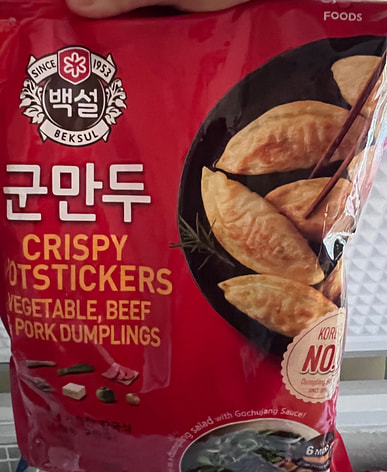 FOODS
SINCE 1953
백설
BEKSUL
군만두
CRISPY
OTSTICKERS
VEGETABLE, BEEF
PORK DUMPLINGS
NO.
salad with Gochujang Sauce!